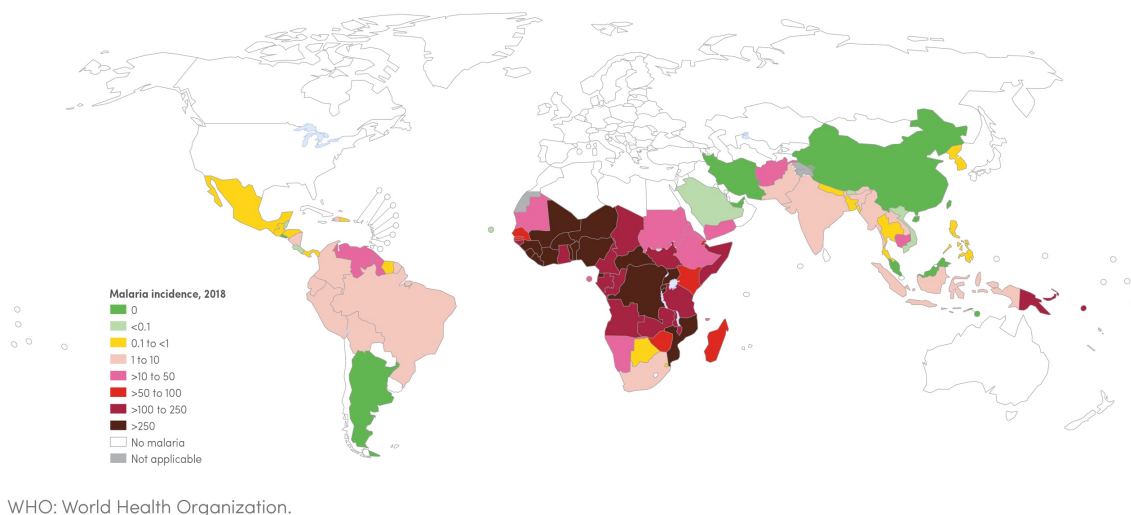 Malaria incidence, 2018
0
<0.1
0.1 to <1
1 to 10
>10 to 50
>50 to 100
>100 to 250
>250
No malaria
Not applicable
WHO: World Health Organization.